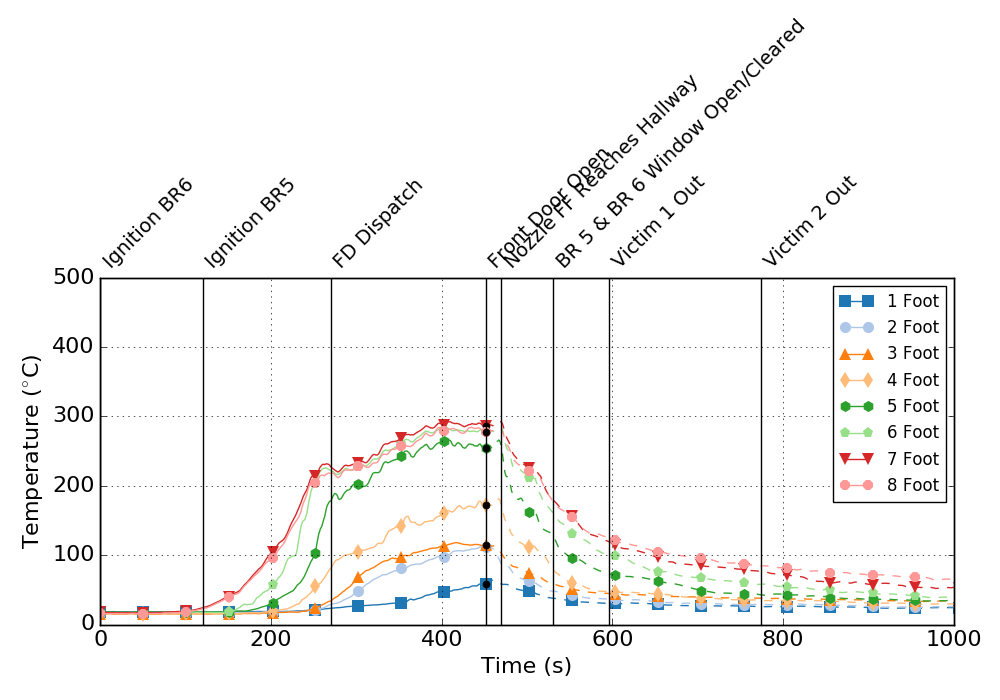 Ignition BR6
Ignition BR5
FD Dispatch
Front Door Open
Nozzle FF Reaches Hallway
BR 5 & BR 6 Window Open/Cleared
Victim 1 Out
Victim 2 Out
500
400
300
200
100
0
Temperature (°C)
1 Foot
2 Foot
3 Foot
4 Foot
5 Foot
6 Foot
7 Foot
8 Foot
0
200
400
600
800
1000
Time (s)